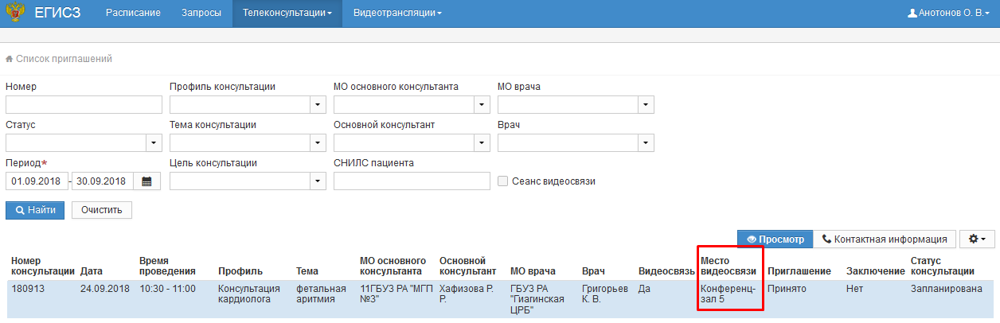 ЕГИСЗ Расписание Запросы Телеконсультации Видеотрансляции Анотонов О. В.
Список приглашений
Номер Профиль консультации МО основного консультанта МО врача
Статус Тема консультации Основной консультант Врач
Период* Цель консультации СНИЛС пациента
01.09.2018 - 30.09.2018 Сеанс видеосвязи
Найти Очистить
Просмотр Контактная информация
Номер консультации Дата Время проведения Профиль Тема МО основного консультанта Основной консультант МО врача Врач Видеосвязь Место видеосвязи Приглашение Заключение Статус консультации
180913 24.09.2018 10:30 - 11:00 Консультация кардиолога фетальная аритмия 11ГБУЗ РА "МГП №3" Хафизова Р. Р. ГБУЗ РА "Гиагинская ЦРБ" Григорьев К. В. Да Конференц-зал 5 Принято Нет Запланирована